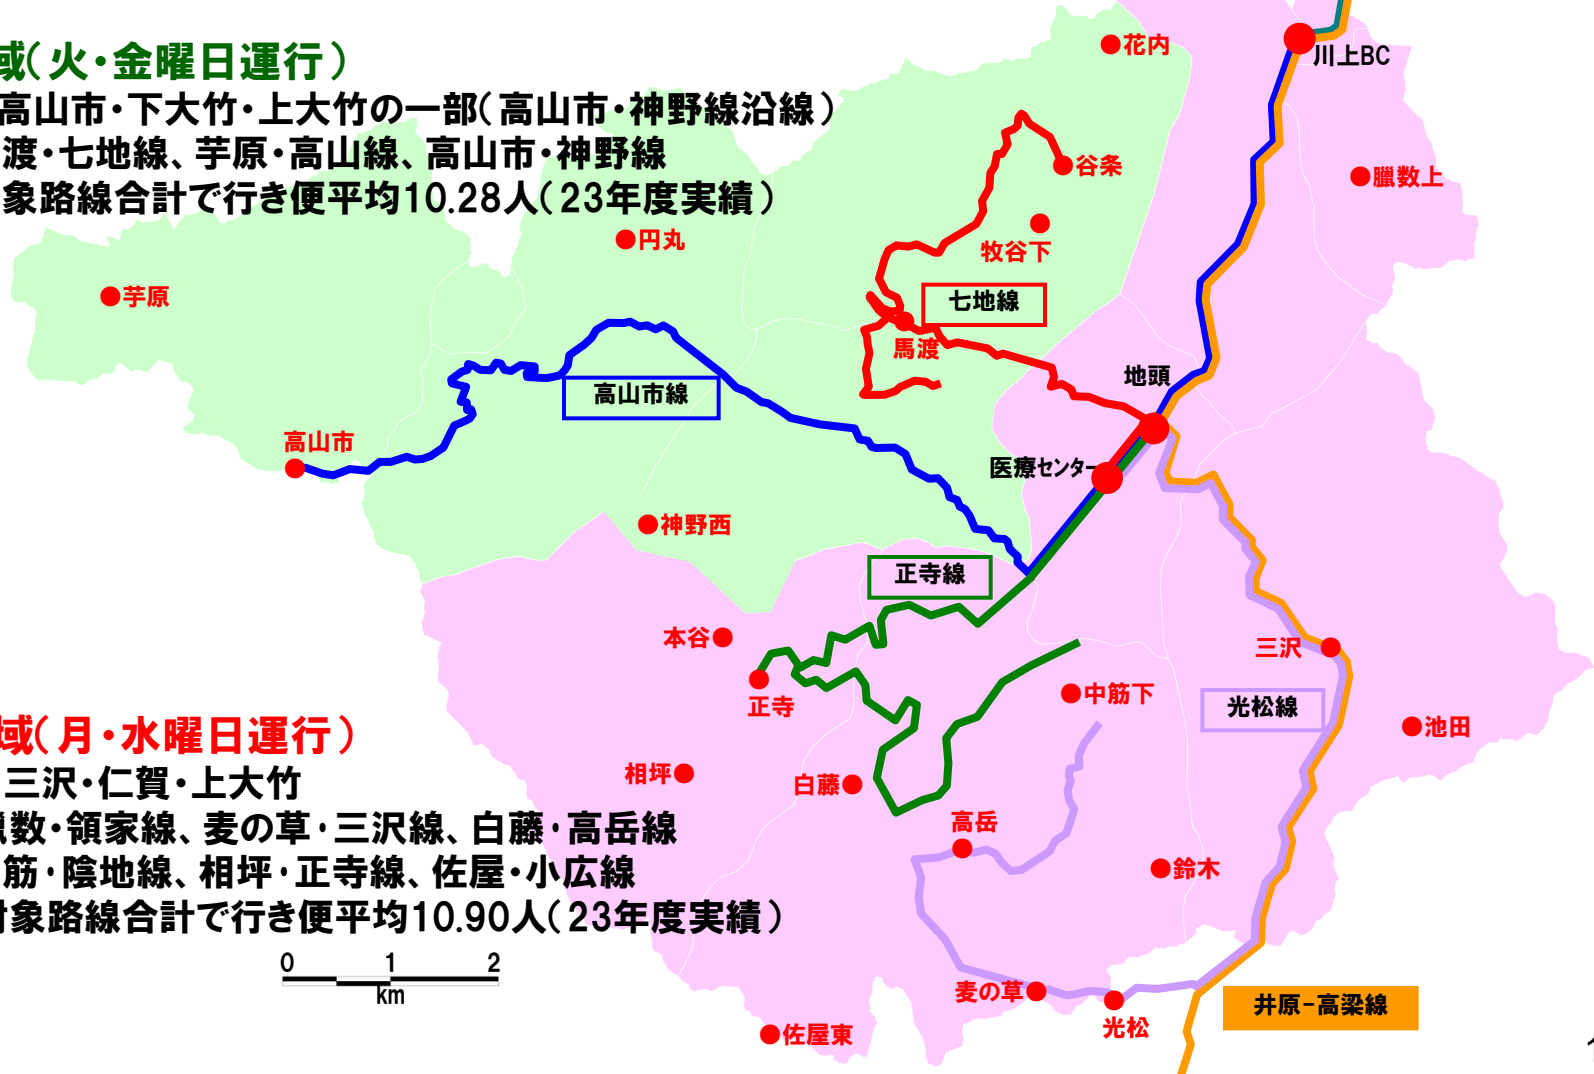 域(火・金曜日運行)
高山市・下大竹・上大竹の一部(高山市・神野線沿線)
渡・七地線、芋原・高山線、高山市・神野線
象路線合計で行き便平均10.28人(23年度実績)
花内
川上BC
谷条
臘数上
牧谷下
円丸
芋原
七地線
馬渡
地頭
高山市線
高山市
医療センター
神野西
正寺線
本谷
三沢
正寺
中筋下
光松線
池田
域(月・水曜日運行)
三沢・仁賀・上大竹
数・領家線、麦の草・三沢線、白藤・高岳線
筋・陰地線、相坪・正寺線、佐屋・小広線
対象路線合計で行き便平均10.90人(23年度実績)
相坪
白藤
高岳
鈴木
0 1 2
km
麦の草
光松
井原-高梁線
佐屋東